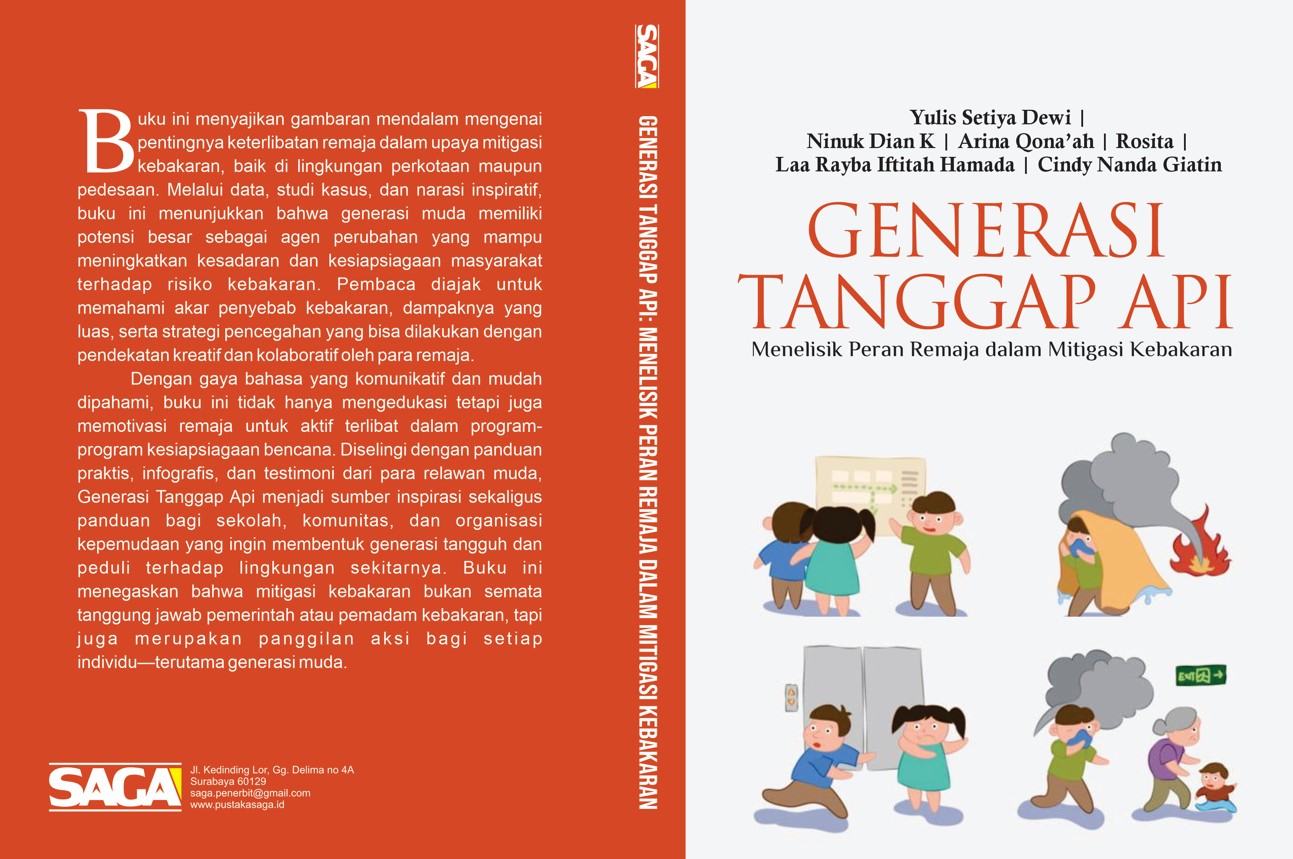 Buku ini menyajikan gambaran mendalam mengenai
pentingnya keterlibatan remaja dalam upaya mitigasi
kebakaran, baik di lingkungan perkotaan maupun
pedesaan. Melalui data, studi kasus, dan narasi inspiratif,
buku ini menunjukkan bahwa generasi muda memiliki
potensi besar sebagai agen perubahan yang mampu
meningkatkan kesadaran dan kesiapsiagaan masyarakat
terhadap risiko kebakaran. Pembaca diajak untuk
memahami akar penyebab kebakaran, dampaknya yang
luas, serta strategi pencegahan yang bisa dilakukan dengan
pendekatan kreatif dan kolaboratif oleh para remaja.
Dengan gaya bahasa yang komunikatif dan mudah
dipahami, buku ini tidak hanya mengedukasi tetapi juga
memotivasi remaja untuk aktif terlibat dalam program-
program kesiapsiagaan bencana. Diselingi dengan panduan
praktis, infografis, dan testimoni dari para relawan muda,
Generasi Tanggap Api menjadi sumber inspirasi sekaligus
panduan bagi sekolah, komunitas, dan organisasi
kepemudaan yang ingin membentuk generasi tangguh dan
peduli terhadap lingkungan sekitarnya. Buku ini
menegaskan bahwa mitigasi kebakaran bukan semata
tanggung jawab pemerintah atau pemadam kebakaran, tapi
juga merupakan panggilan aksi bagi setiap
individu—terutama generasi muda.
SAGA
Jl. Kedinding Lor, Gg. Delima no 4A
Surabaya 60129
saga.penerbit@gmail.com
www.pustakasaga.id
SAGA
GENERASI TANGGAP API: MENELISIK PERAN REMAJA DALAM MITIGASI KEBAKARAN
Yulis Setiya Dewi |
Ninuk Dian K | Arina Qona'ah | Rosita |
Laa Rayba Iftitah Hamada | Cindy Nanda Giatin
GENERASI
TANGGAP API
Menelisik Peran Remaja dalam Mitigasi Kebakaran
EXIT